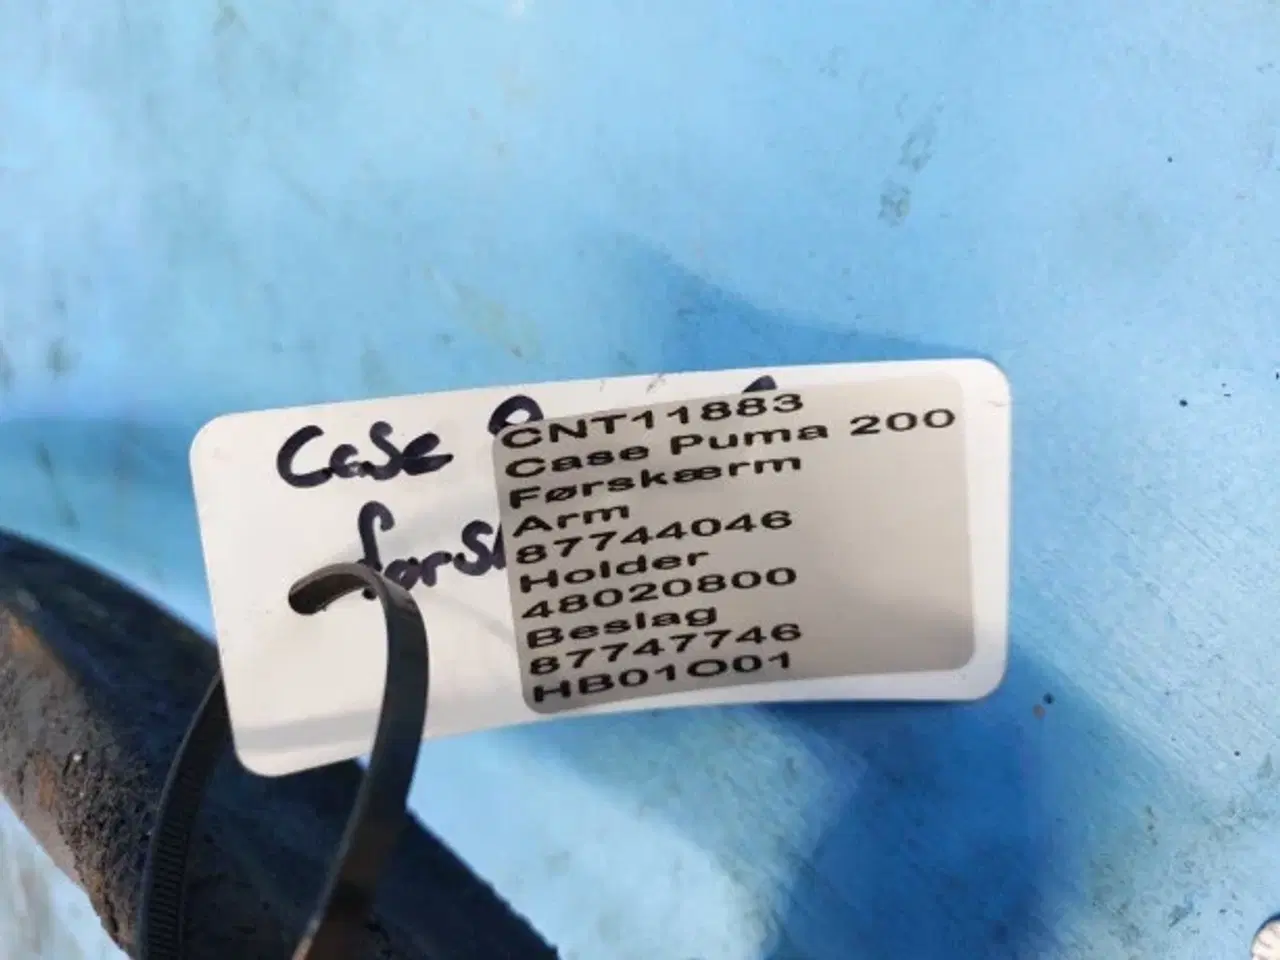 Case
CNT11883
Case Puma 200
Førskærm
Arm
87744046
Holder
48020800
Beslag
87747746
HB01O01